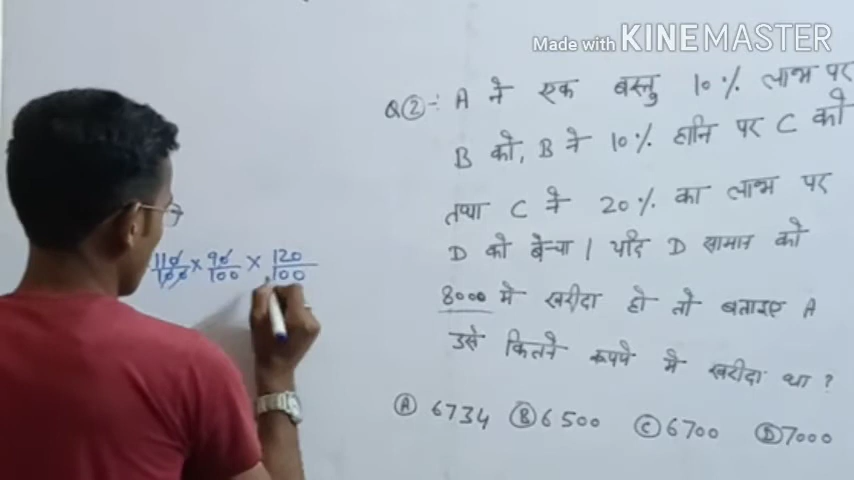 Made with KINEMASTER
Q② :- A ने एक बस्तु 10% लाभ पर
B को, B ने 10% हानि पर C को
तथा C ने 20% का लाभ पर
D को बेन्चा । यदि D सामान को
8000 मे खरीदा हो तो बताइए A
उसे कितने रूपये मे खरीदा था ?
Ⓐ 6734 Ⓑ 6500 Ⓒ 6700 Ⓓ 7000
110/100 × 90/100 × 120/100